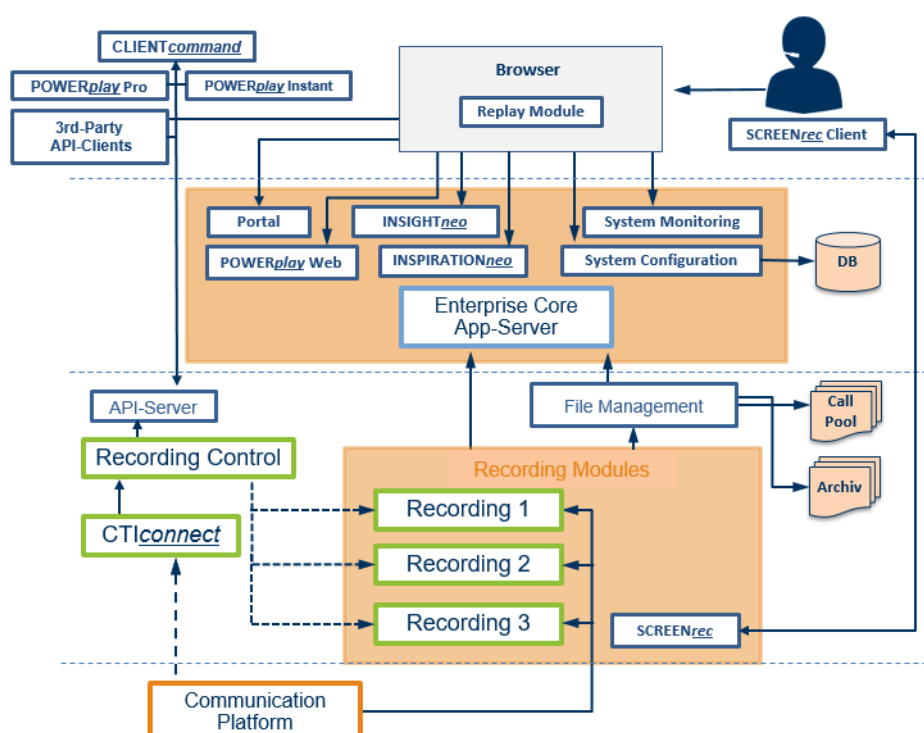 CLIENTcommand
POWERplay Pro
POWERplay Instant
3rd-Party
API-Clients
Browser
Replay Module
SCREENrec Client
Portal
INSIGHTneo
System Monitoring
POWERplay Web
INSPIRATIONneo
System Configuration
DB
Enterprise Core
App-Server
API-Server
File Management
Call
Pool
Recording Control
Recording Modules
Archiv
Recording 1
CTIconnect
Recording 2
Recording 3
SCREENrec
Communication
Platform